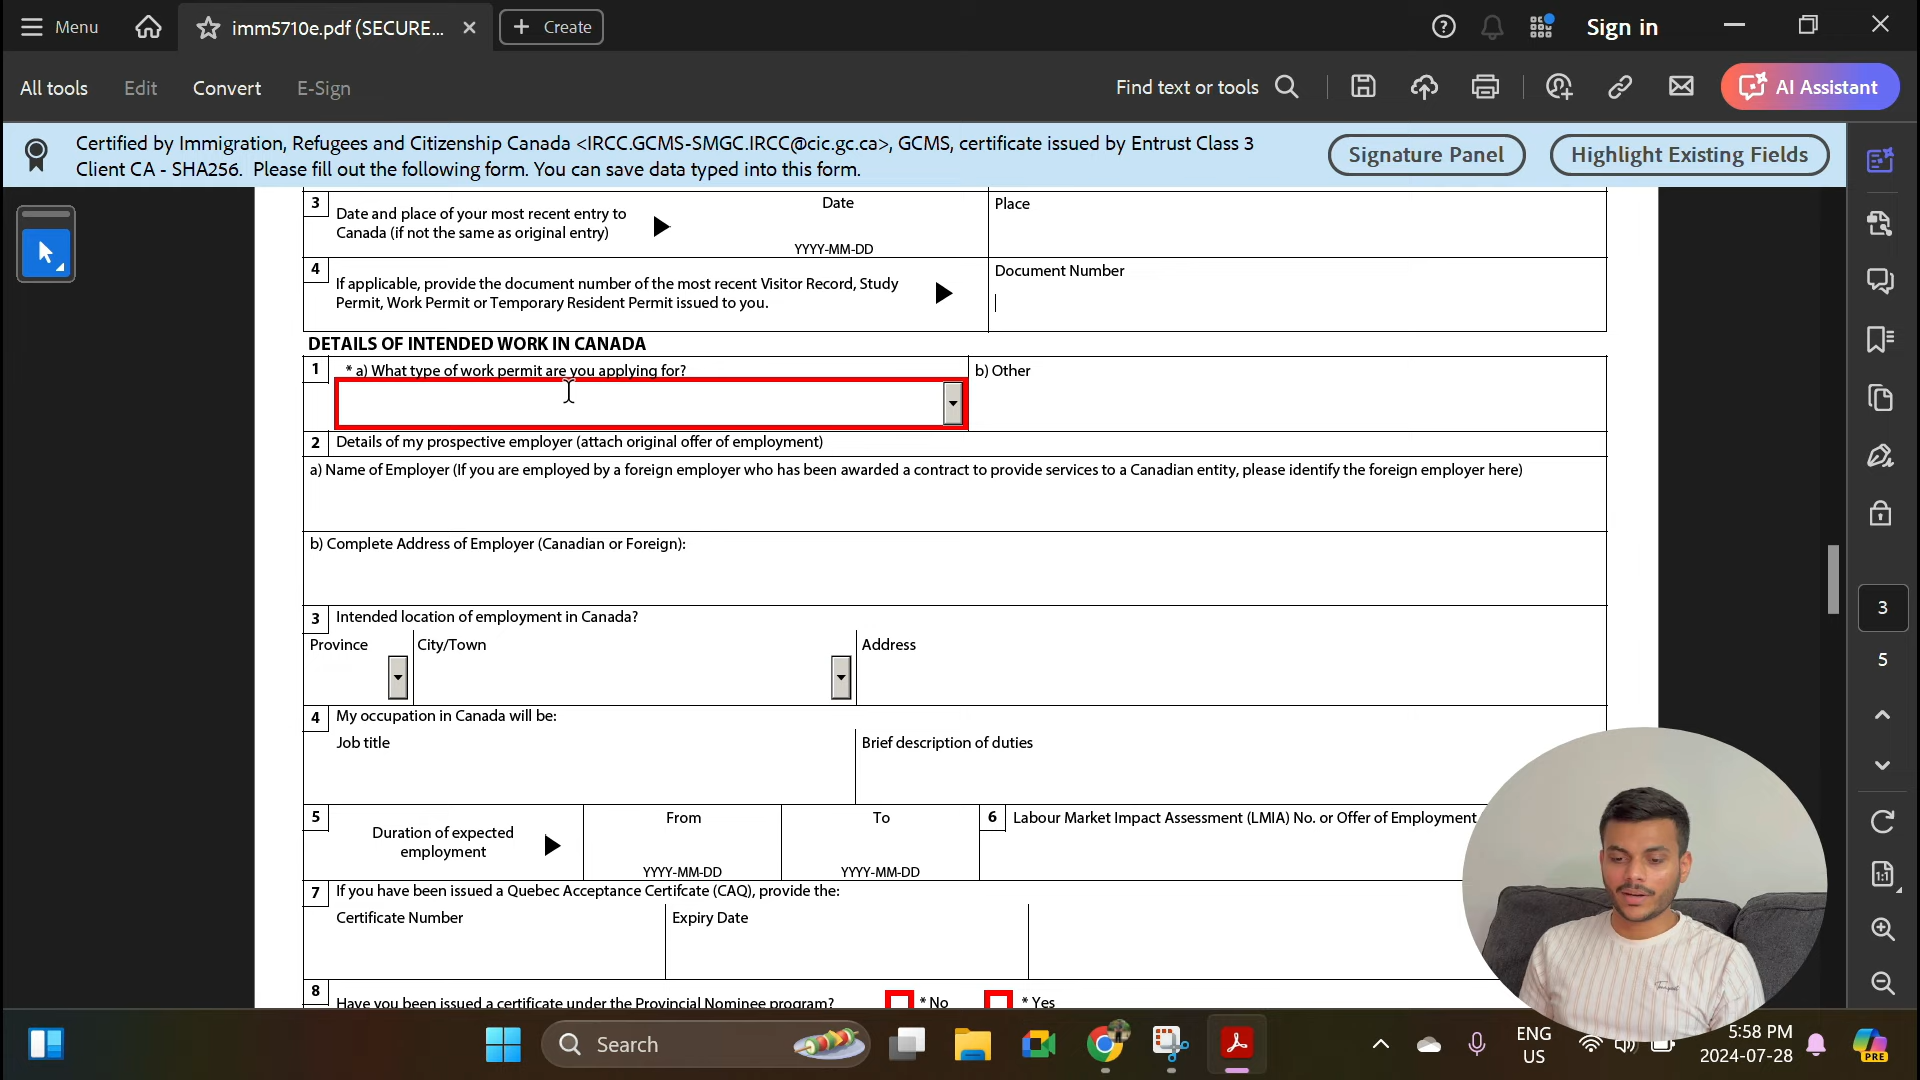 Menu
imm5710e.pdf (SECURE...
Create
Sign in
All tools
Edit
Convert
E-Sign
Find text or tools
AI Assistant
Certified by Immigration, Refugees and Citizenship Canada <IRCC.GCMS-SMGC.IRCC@cic.gc.ca>, GCMS, certificate issued by Entrust Class 3
Client CA - SHA256. Please fill out the following form. You can save data typed into this form.
Signature Panel
Highlight Existing Fields
3
Date and place of your most recent entry to
Canada (if not the same as original entry)
Date
YYYY-MM-DD
Place
4
If applicable, provide the document number of the most recent Visitor Record, Study
Permit, Work Permit or Temporary Resident Permit issued to you.
Document Number
DETAILS OF INTENDED WORK IN CANADA
1
* a) What type of work permit are you applying for?
b) Other
2
Details of my prospective employer (attach original offer of employment)
a) Name of Employer (If you are employed by a foreign employer who has been awarded a contract to provide services to a Canadian entity, please identify the foreign employer here)
b) Complete Address of Employer (Canadian or Foreign):
3
Intended location of employment in Canada?
Province
City/Town
Address
4
My occupation in Canada will be:
Job title
Brief description of duties
5
Duration of expected
employment
From
YYYY-MM-DD
To
YYYY-MM-DD
6
Labour Market Impact Assessment (LMIA) No. or Offer of Employment
7
If you have been issued a Quebec Acceptance Certifcate (CAQ), provide the:
Certificate Number
Expiry Date
8
Have you been issued a certificate under the Provincial Nominee program?
* No
* Yes
3
5
1:1
Search
ENG
US
5:58 PM
2024-07-28
PRE